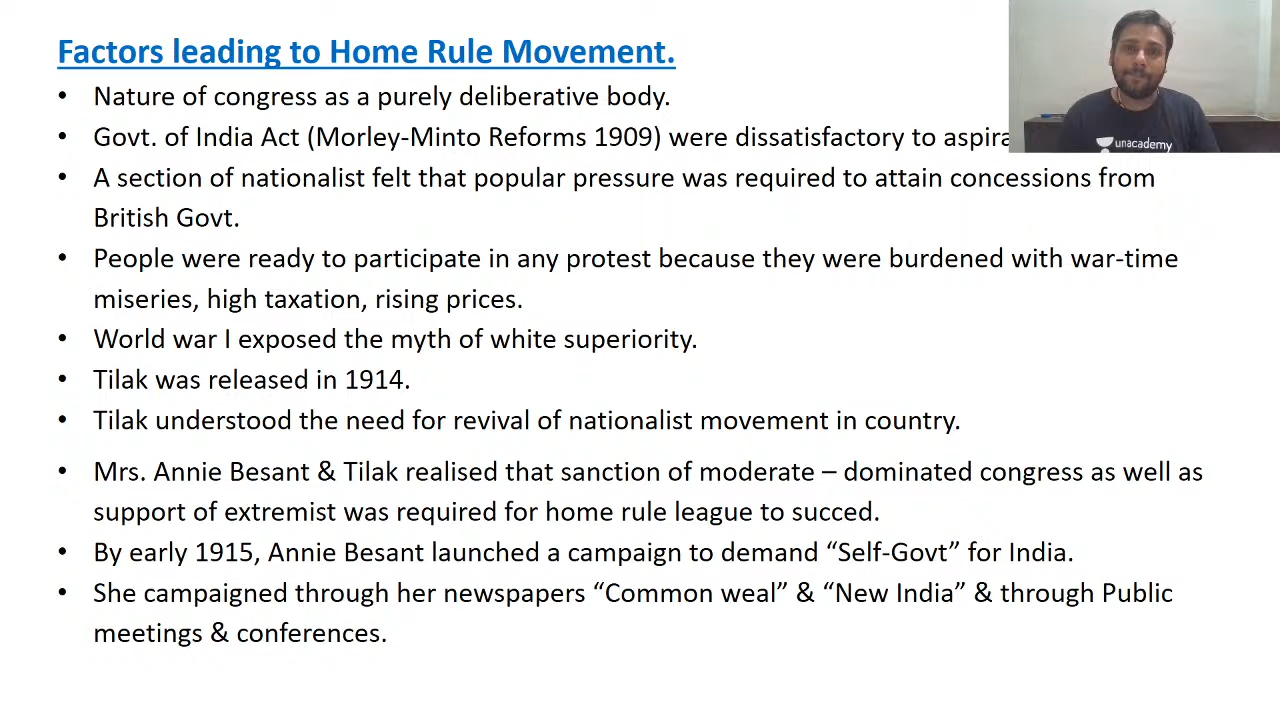 Factors leading to Home Rule Movement.
• Nature of congress as a purely deliberative body.
• Govt. of India Act (Morley-Minto Reforms 1909) were dissatisfactory to
• A section of nationalist felt that popular pressure was required to attain concessions from
British Govt.
• People were ready to participate in any protest because they were burdened with war-time
miseries, high taxation, rising prices.
• World war I exposed the myth of white superiority.
• Tilak was released in 1914.
• Tilak understood the need for revival of nationalist movement in country.
• Mrs. Annie Besant & Tilak realised that sanction of moderate – dominated congress as well as
support of extremist was required for home rule league to succed.
• By early 1915, Annie Besant launched a campaign to demand “Self-Govt” for India.
• She campaigned through her newspapers “Common weal” & “New India” & through Public
meetings & conferences.
unacademy